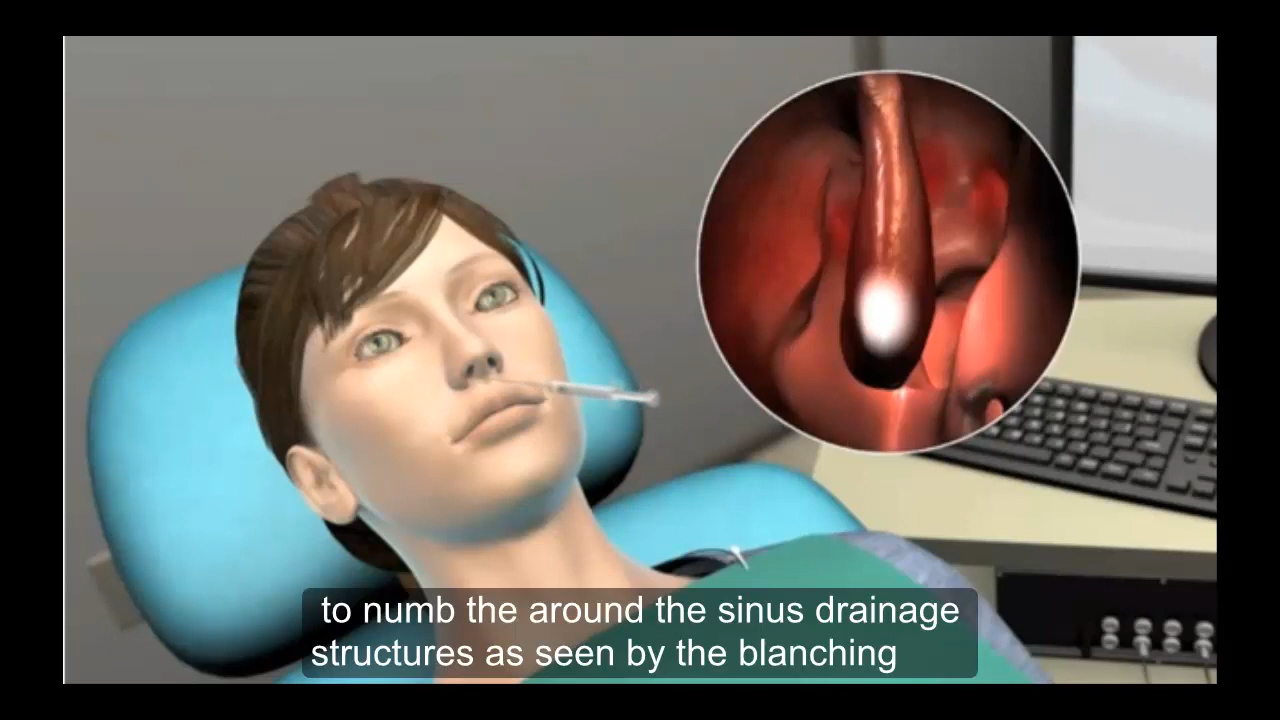 to numb the around the sinus drainage
structures as seen by the blanching